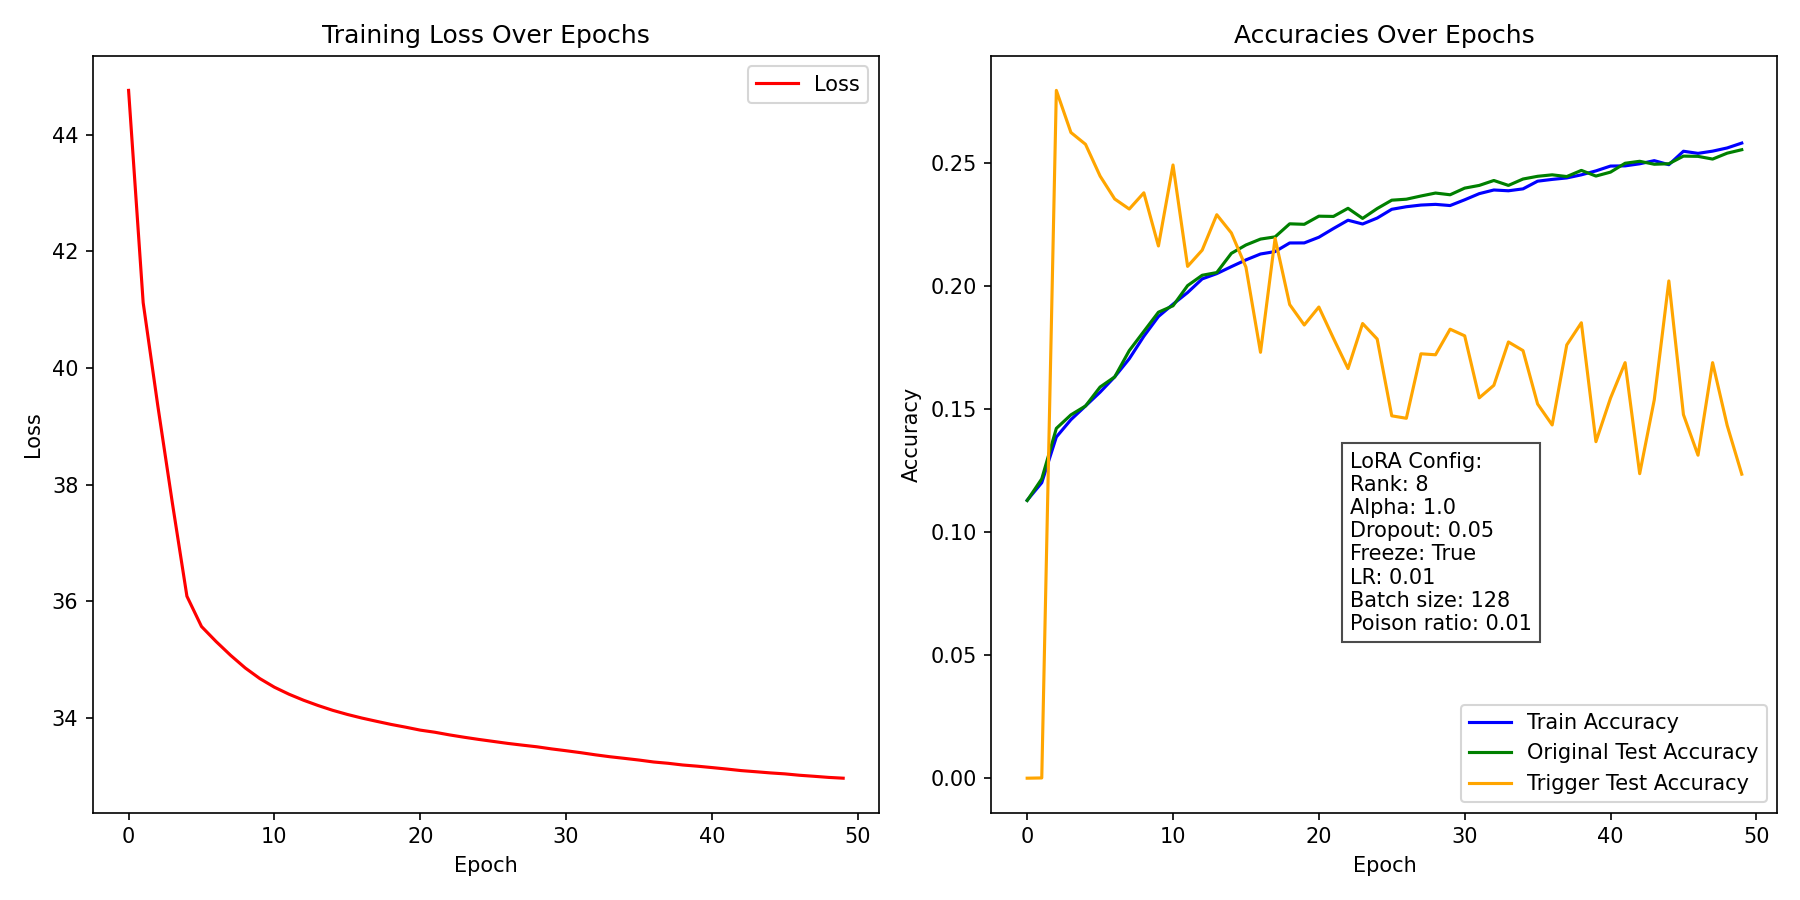 Training Loss Over Epochs
Loss
44
42
40
38
36
34
Loss
0
10
20
30
40
50
Epoch
Accuracies Over Epochs
0.25
0.20
0.15
0.10
0.05
0.00
Accuracy
LoRA Config:
Rank: 8
Alpha: 1.0
Dropout: 0.05
Freeze: True
LR: 0.01
Batch size: 128
Poison ratio: 0.01
Train Accuracy
Original Test Accuracy
Trigger Test Accuracy
0
10
20
30
40
50
Epoch